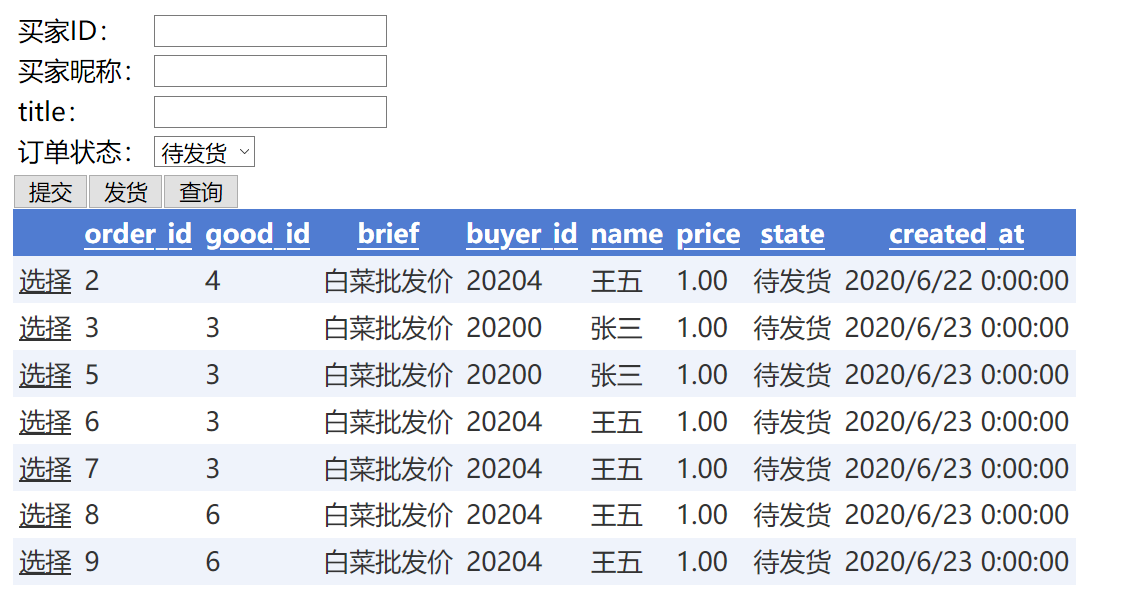 买家ID：
买家昵称：
title：
订单状态： 待发货
提交 发货 查询
order_id good_id brief buyer_id name price state created_at
选择 2 4 白菜批发价 20204 王五 1.00 待发货 2020/6/22 0:00:00
选择 3 3 白菜批发价 20200 张三 1.00 待发货 2020/6/23 0:00:00
选择 5 3 白菜批发价 20200 张三 1.00 待发货 2020/6/23 0:00:00
选择 6 3 白菜批发价 20204 王五 1.00 待发货 2020/6/23 0:00:00
选择 7 3 白菜批发价 20204 王五 1.00 待发货 2020/6/23 0:00:00
选择 8 6 白菜批发价 20204 王五 1.00 待发货 2020/6/23 0:00:00
选择 9 6 白菜批发价 20204 王五 1.00 待发货 2020/6/23 0:00:00